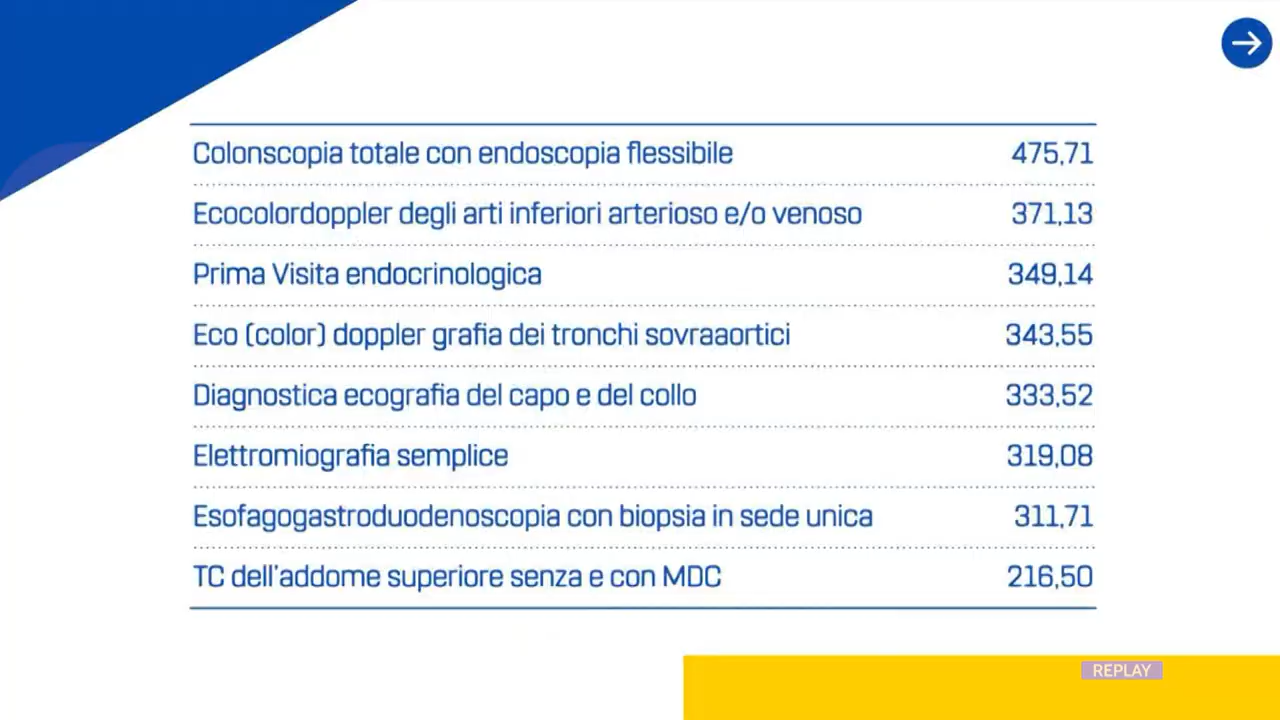 Colonscopia totale con endoscopia flessibile 475,71
Ecocolordoppler degli arti inferiori arterioso e/o venoso 371,13
Prima Visita endocrinologica 349,14
Eco (color) doppler grafia dei tronchi sovraaortici 343,55
Diagnostica ecografia del capo e del collo 333,52
Elettromiografia semplice 319,08
Esofagogastroduodenoscopia con biopsia in sede unica 311,71
TC dell'addome superiore senza e con MDC 216,50
REPLAY